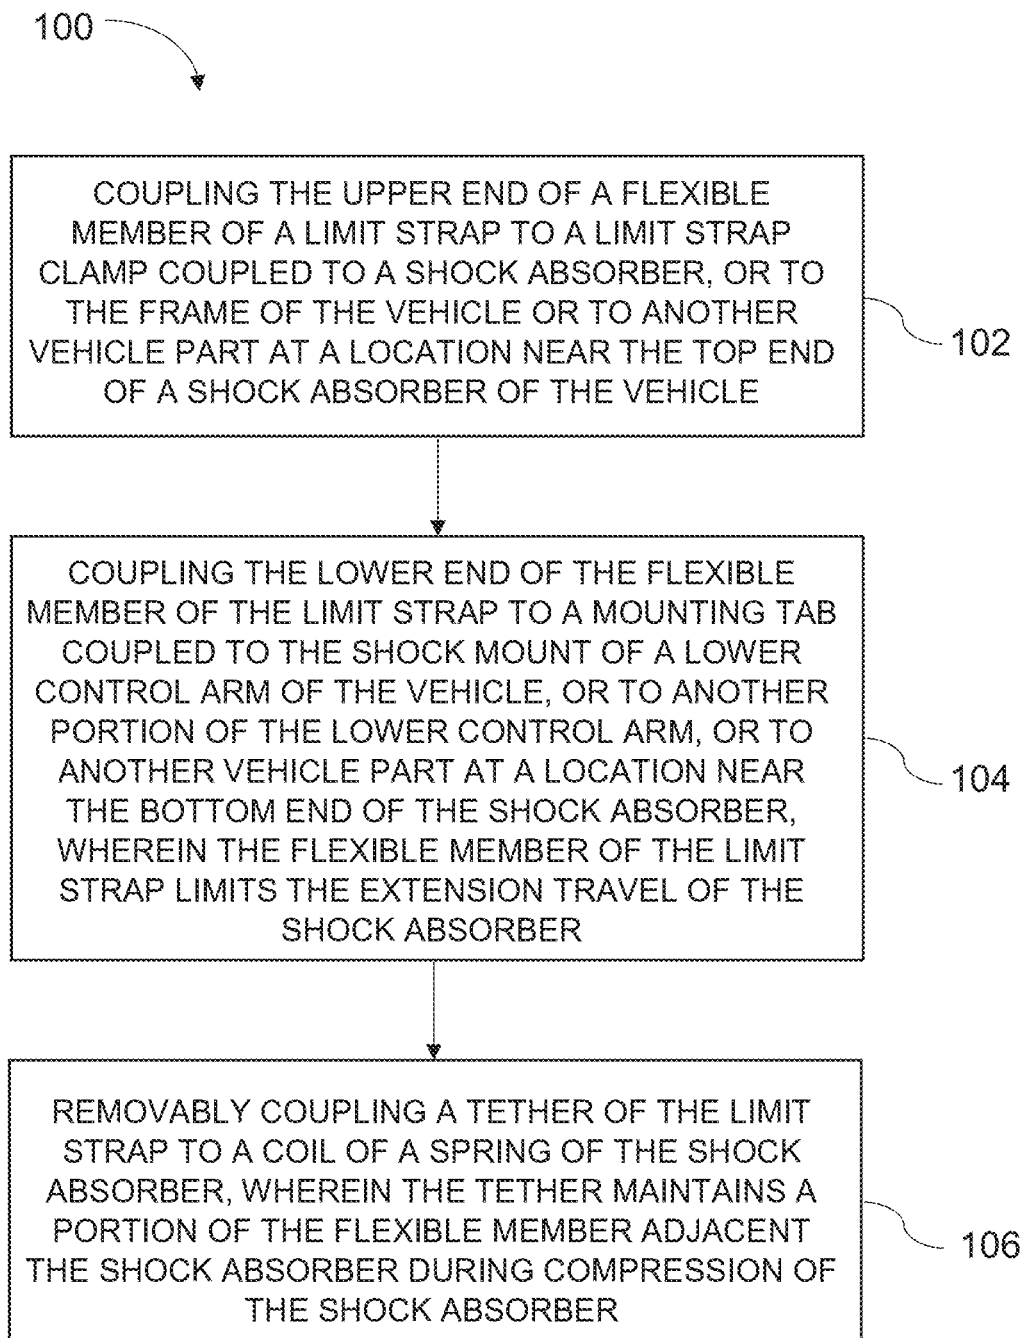 100
COUPLING THE UPPER END OF A FLEXIBLE
MEMBER OF A LIMIT STRAP TO A LIMIT STRAP
CLAMP COUPLED TO A SHOCK ABSORBER, OR TO
THE FRAME OF THE VEHICLE OR TO ANOTHER
VEHICLE PART AT A LOCATION NEAR THE TOP END
OF A SHOCK ABSORBER OF THE VEHICLE
102
COUPLING THE LOWER END OF THE FLEXIBLE
MEMBER OF THE LIMIT STRAP TO A MOUNTING TAB
COUPLED TO THE SHOCK MOUNT OF A LOWER
CONTROL ARM OF THE VEHICLE, OR TO ANOTHER
PORTION OF THE LOWER CONTROL ARM, OR TO
ANOTHER VEHICLE PART AT A LOCATION NEAR
THE BOTTOM END OF THE SHOCK ABSORBER,
WHEREIN THE FLEXIBLE MEMBER OF THE LIMIT
STRAP LIMITS THE EXTENSION TRAVEL OF THE
SHOCK ABSORBER
104
REMOVABLY COUPLING A TETHER OF THE LIMIT
STRAP TO A COIL OF A SPRING OF THE SHOCK
ABSORBER, WHEREIN THE TETHER MAINTAINS A
PORTION OF THE FLEXIBLE MEMBER ADJACENT
THE SHOCK ABSORBER DURING COMPRESSION OF
THE SHOCK ABSORBER
106